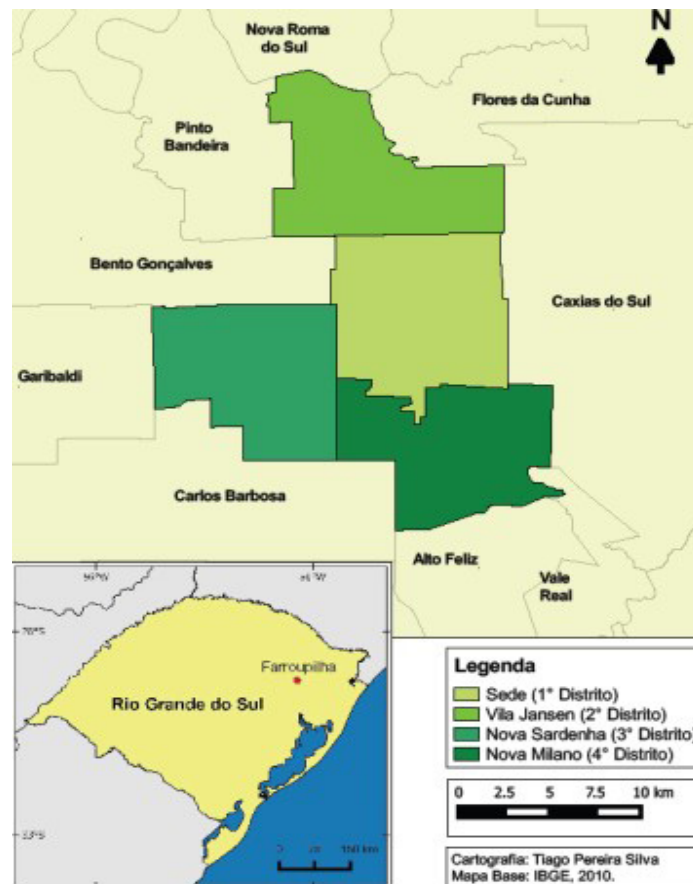 N
Nova Roma
do Sul
Flores da Cunha
Pinto
Bandeira
Bento Gonçalves
Caxias do Sul
Garibaldi
Carlos Barbosa
Alto Feliz
Vale
Real
Farroupilha
Rio Grande do Sul
0
Legenda
Sede (1° Distrito)
Vila Jansen (2° Distrito)
Nova Sardenha (3° Distrito)
Nova Milano (4° Distrito)
0 2.5 5 7.5 10 km
Cartografia: Tiago Pereira Silva
Mapa Base: IBGE, 2010.